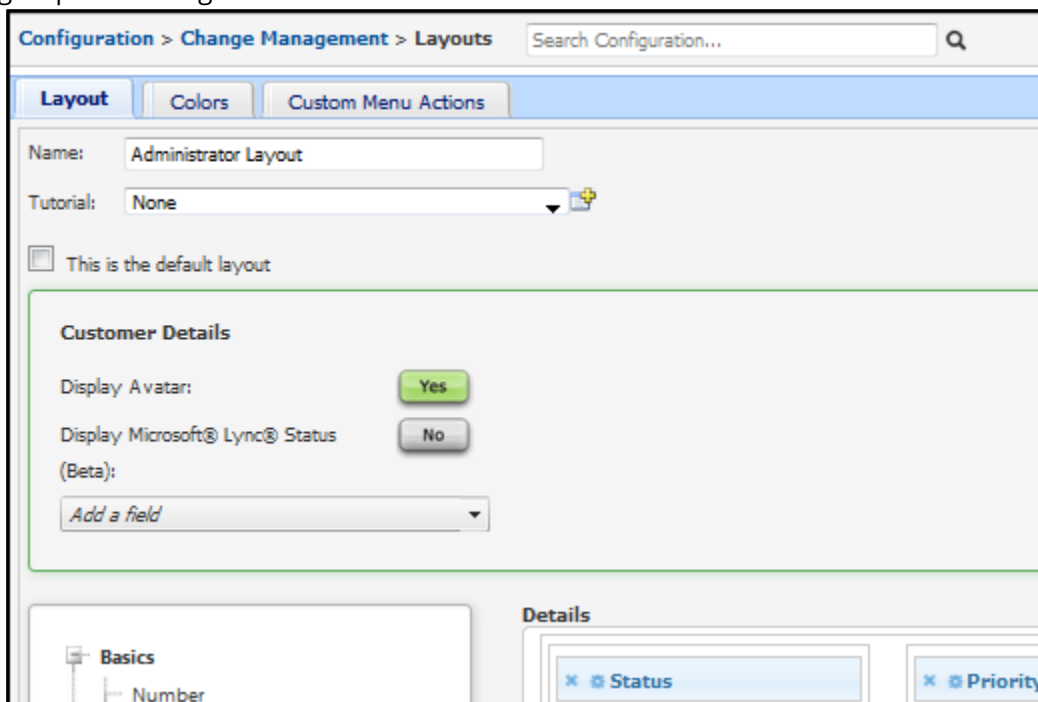 Configuration > Change Management > Layouts Search Configuration...
Layout Colors Custom Menu Actions
Name: Administrator Layout
Tutorial: None
This is the default layout
Customer Details
Display Avatar: Yes
Display Microsoft® Lync® Status No
(Beta):
Add a field
Details
Basics
Status Priority
Number